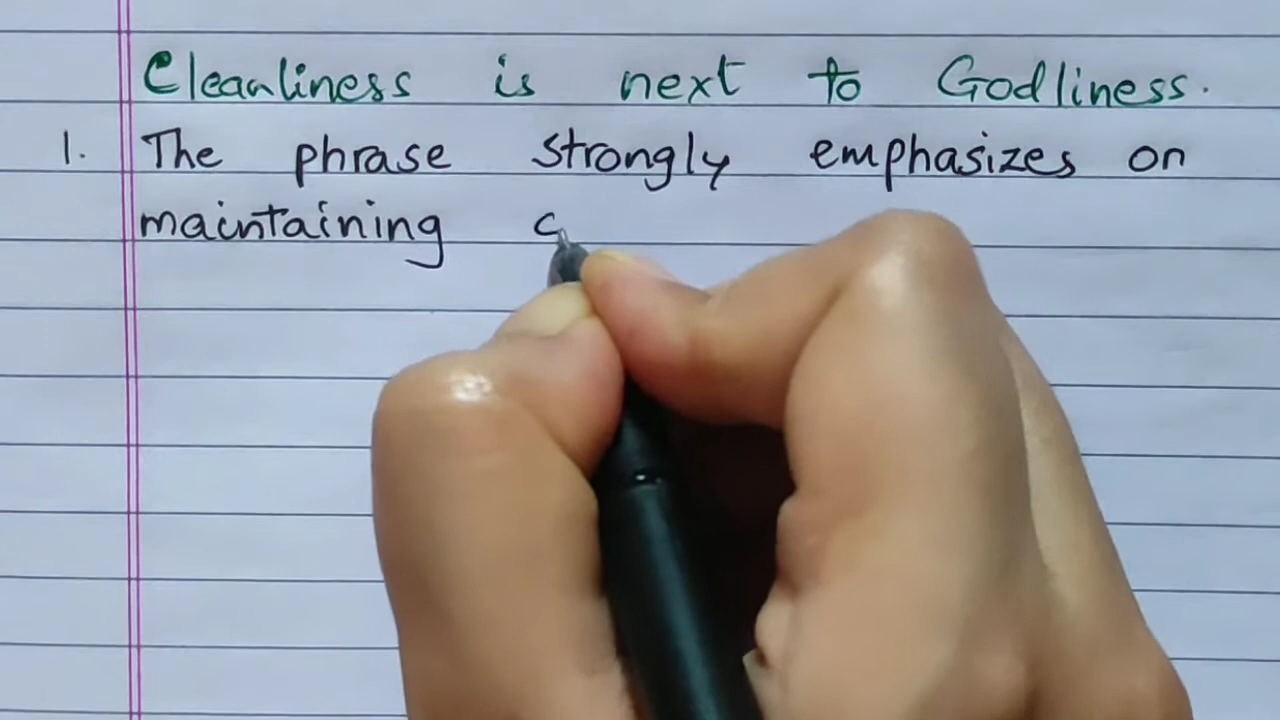 Cleanliness is next to Godliness.
1. The phrase strongly emphasizes on
maintaining c